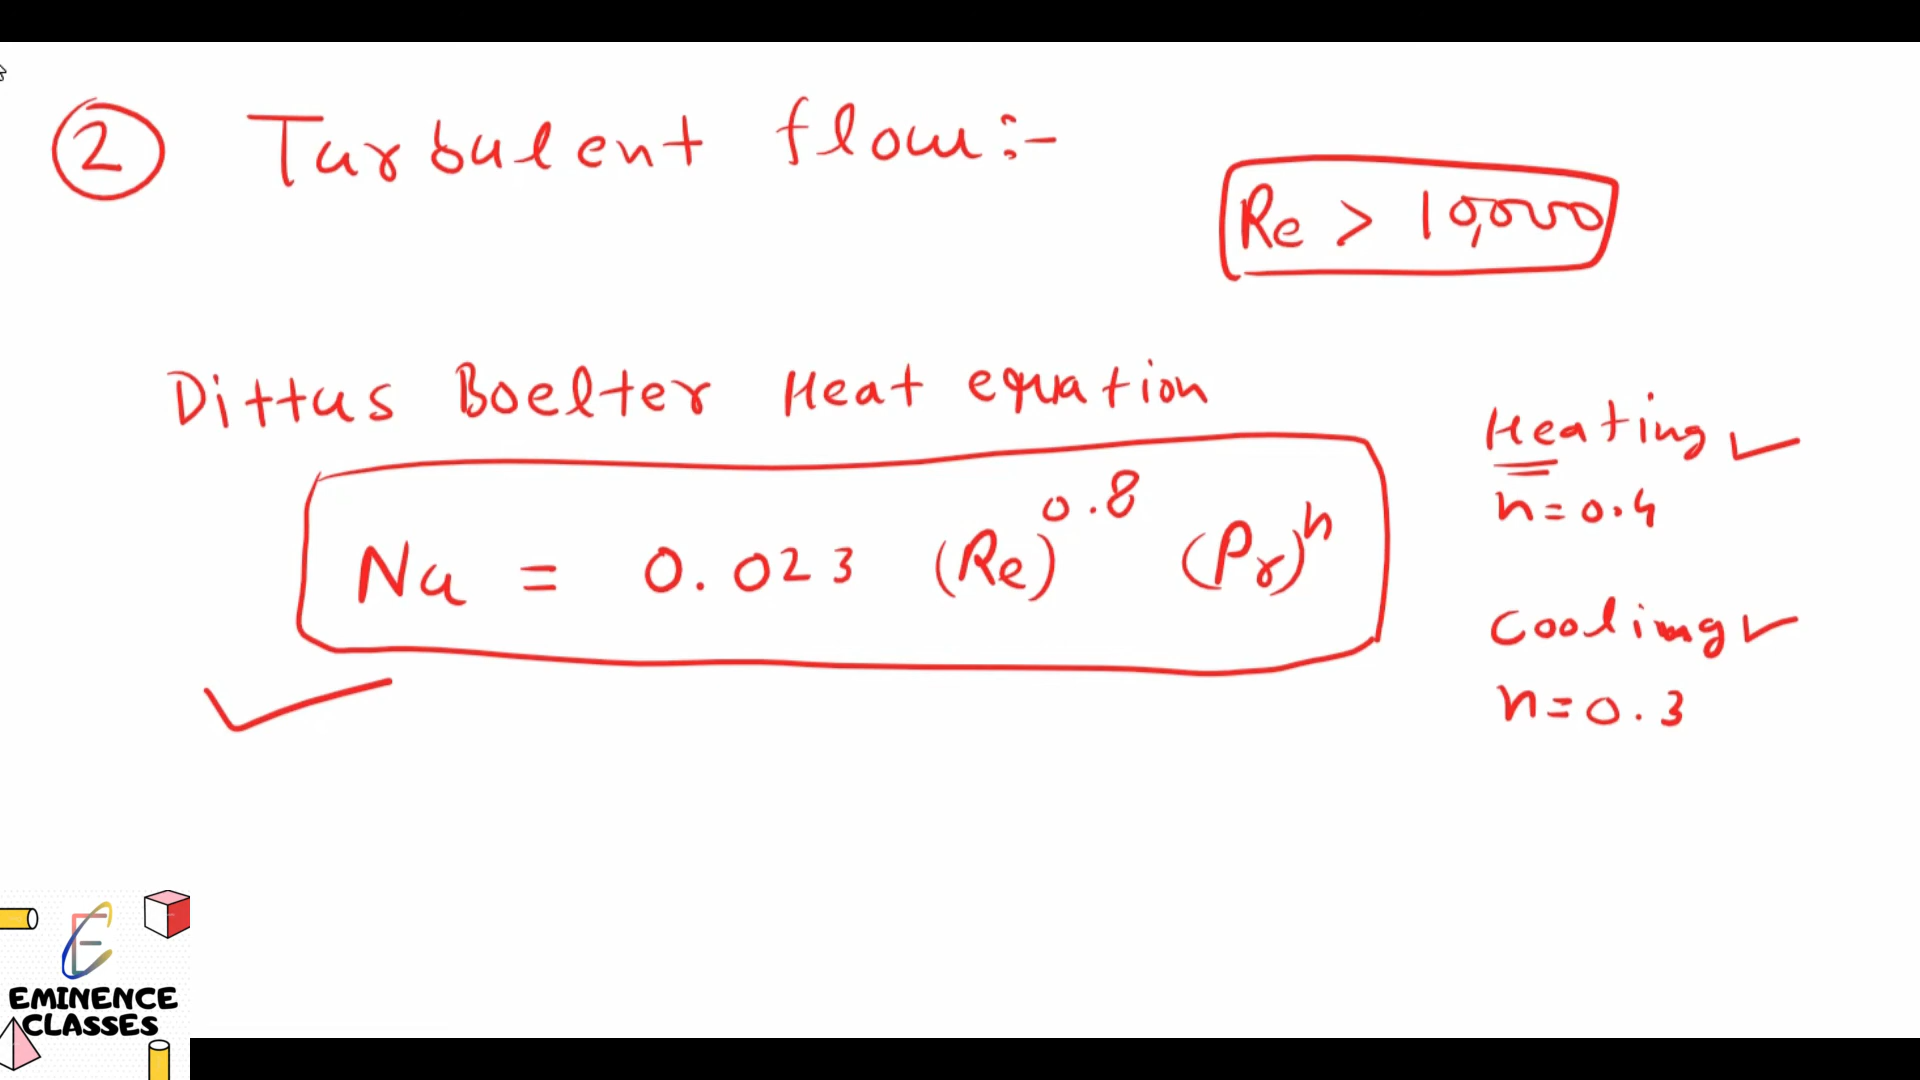 ② Turbulent flow:-
Re > 10,000
Dittus Boelter Heat equation
Nu = 0.023 (Re)^0.8 (Pr)^n
Heating ✓
n=0.4
Cooling ✓
n=0.3
✓
EMINENCE
CLASSES